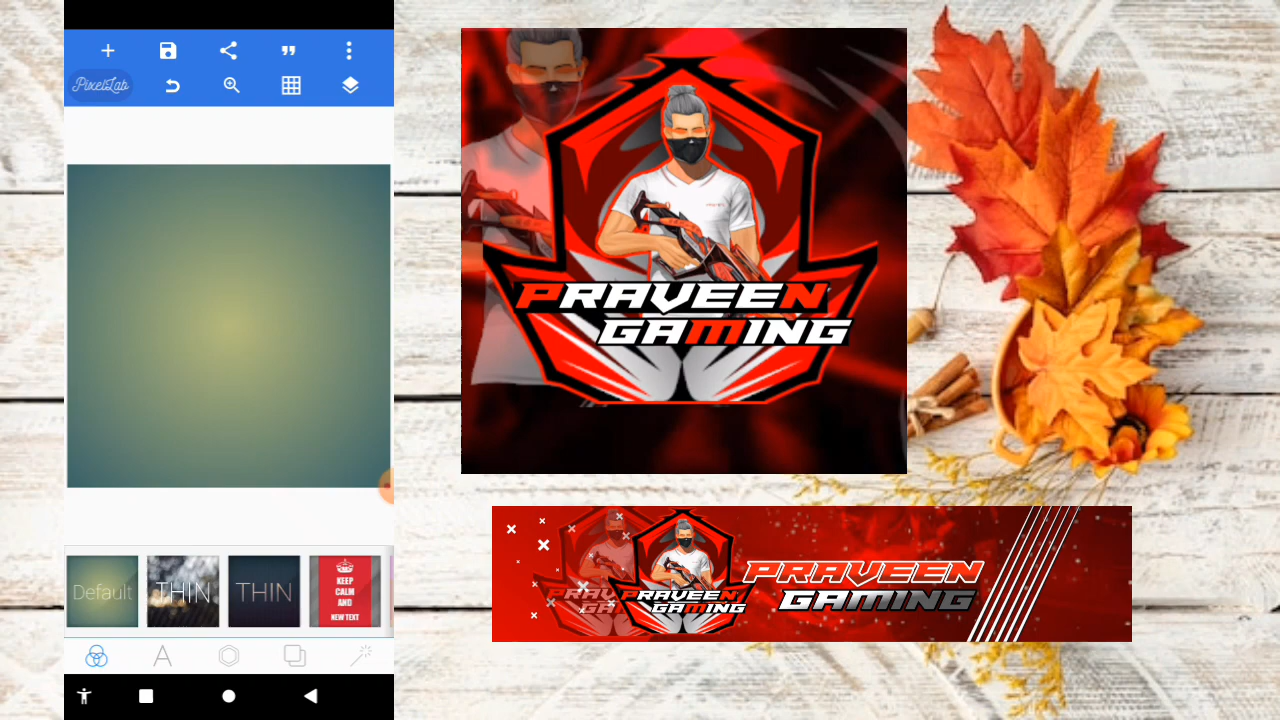 PixelLab
Default
THIN
THIN
KEEP
CALM
AND
NEW TEXT
PRAVEEN
GAMING
PRAVEEN
GAMING
PRAVEEN
GAMING